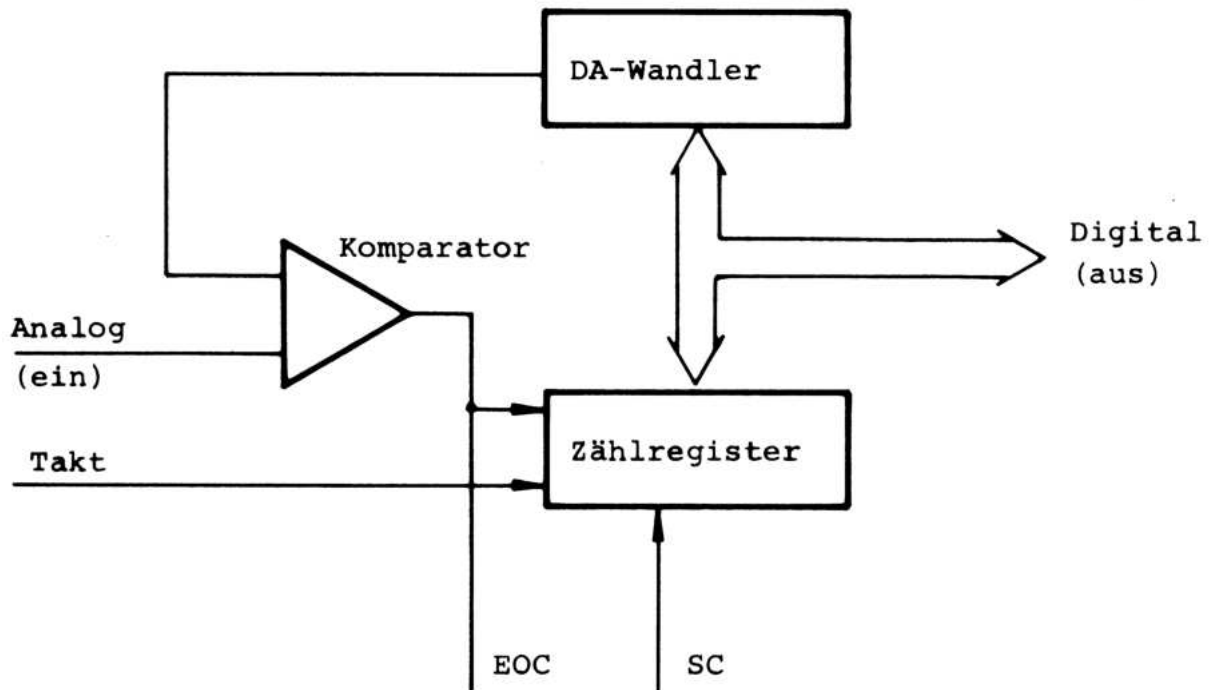 DA-Wandler
Komparator
Digital
(aus)
Analog
(ein)
Zählregister
Takt
EOC
SC